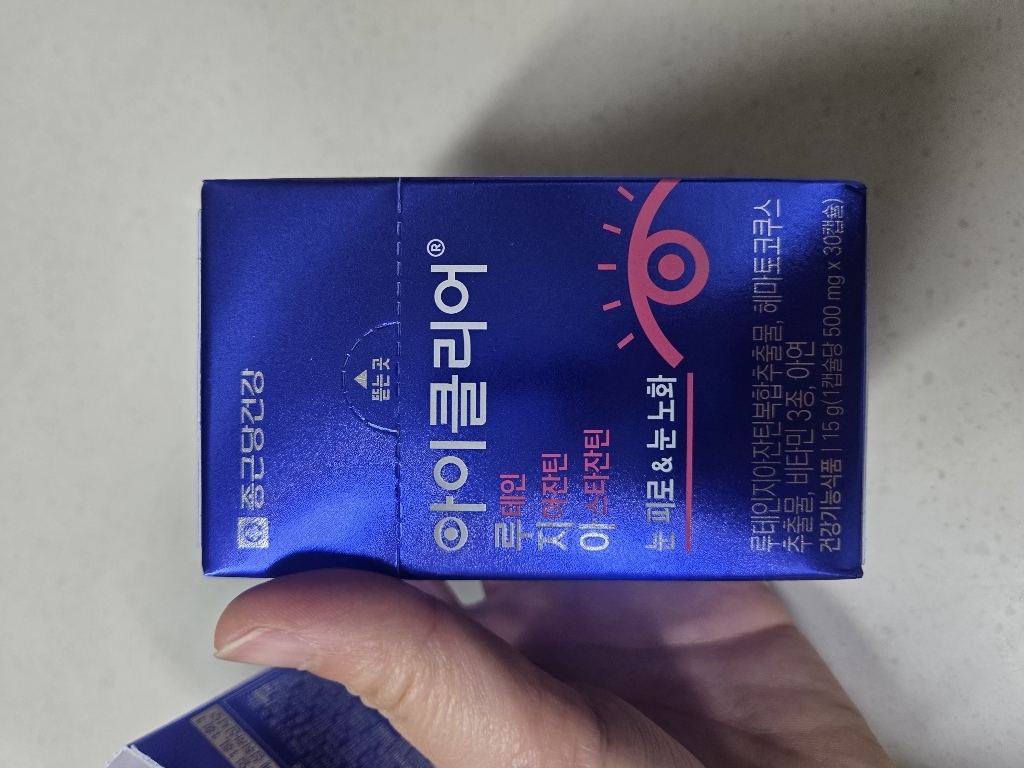 종근당건강
뜯는곳
아이클리어®
루테인
지아잔틴
아스타잔틴
눈 피로 & 눈 노화
루테인지아잔틴복합추출물, 헤마토코쿠스
추출물, 비타민 3종, 아연
건강기능식품 | 15 g(1캡슐당 500 mg x 30캡슐)